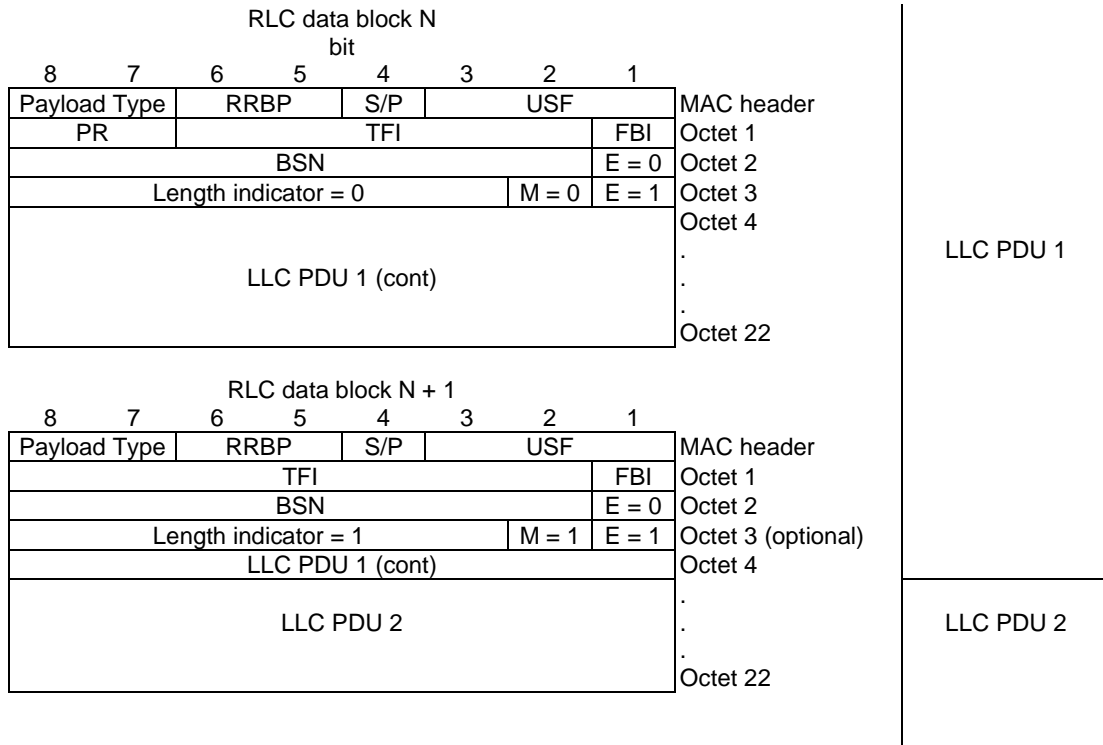 RLC data block N
bit
8 7 6 5 4 3 2 1
Payload Type RRBP S/P USF MAC header
PR TFI FBI Octet 1
BSN E = 0 Octet 2
Length indicator = 0 M = 0 E = 1 Octet 3
Octet 4
.
LLC PDU 1
LLC PDU 1 (cont) .
.
Octet 22
RLC data block N + 1
8 7 6 5 4 3 2 1
Payload Type RRBP S/P USF MAC header
TFI FBI Octet 1
BSN E = 0 Octet 2
Length indicator = 1 M = 1 E = 1 Octet 3 (optional)
LLC PDU 1 (cont) Octet 4
.
LLC PDU 2 . LLC PDU 2
.
Octet 22